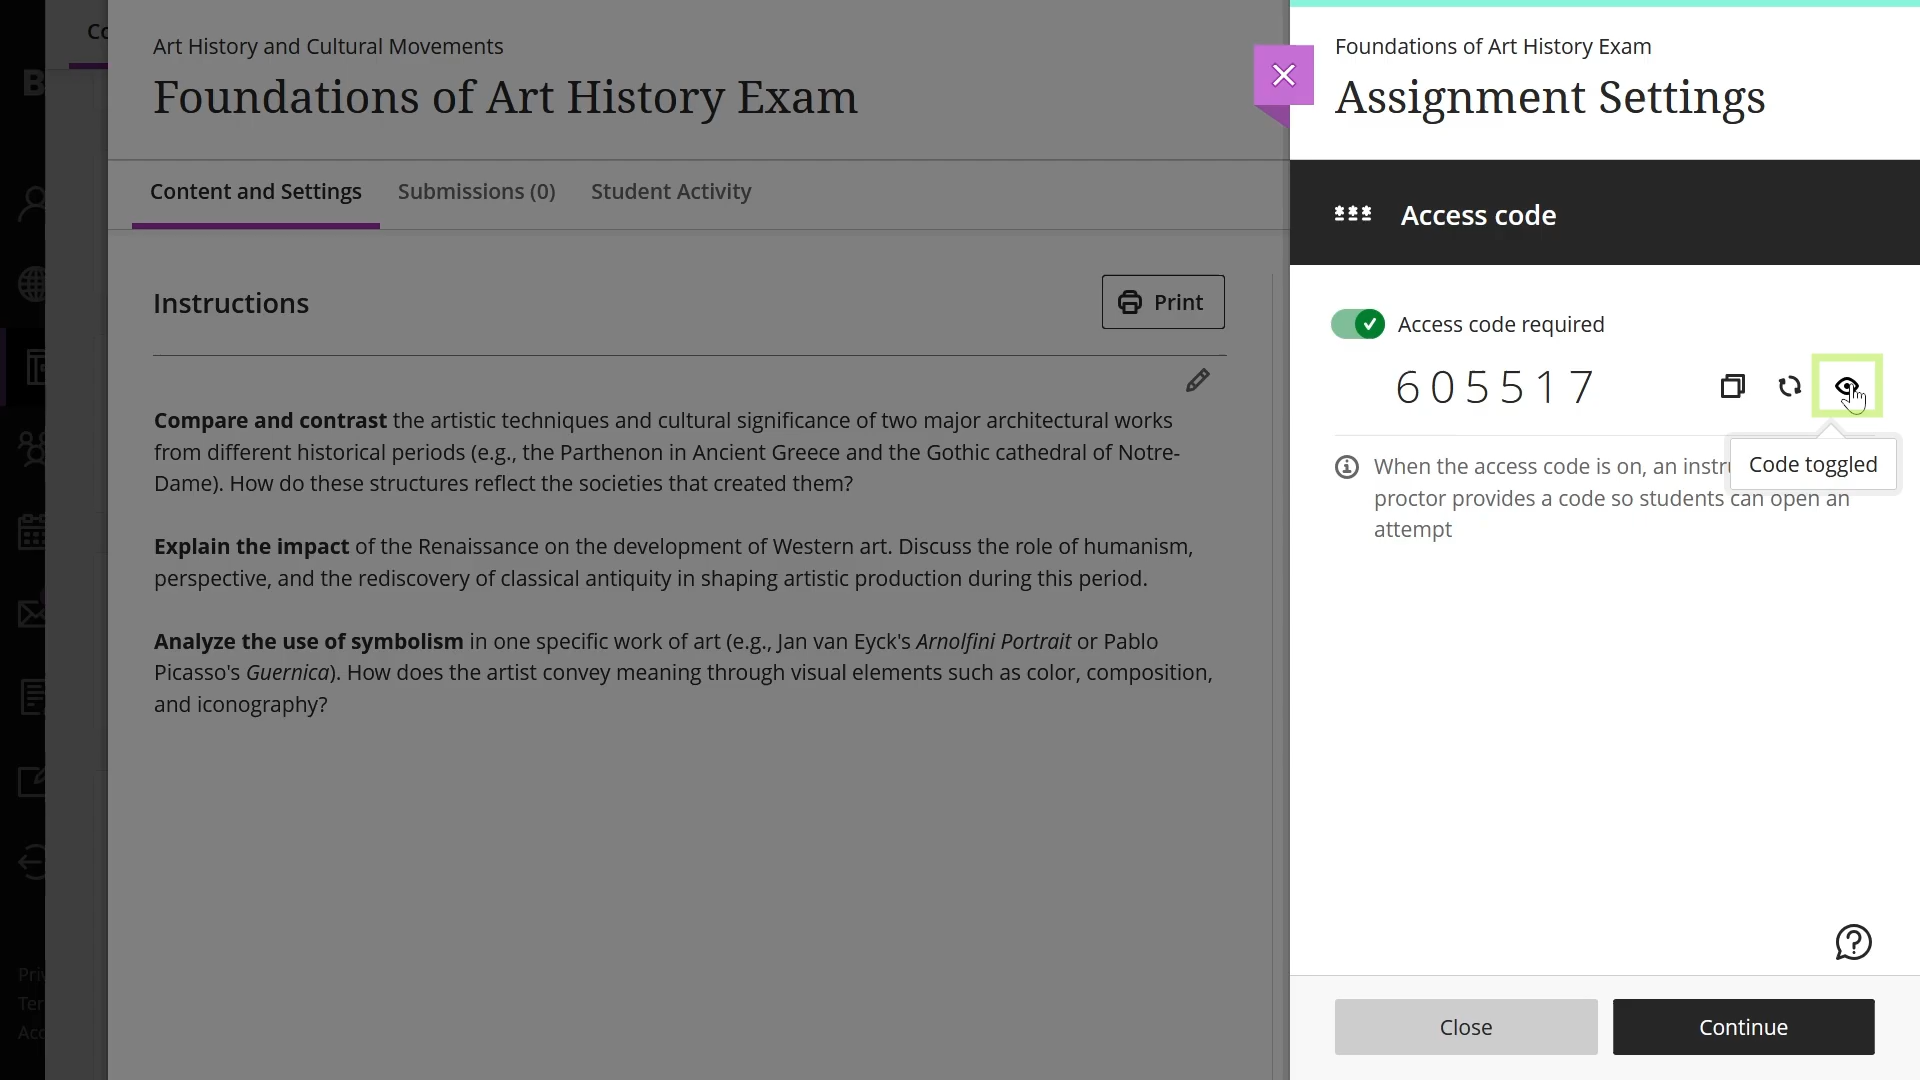 Art History and Cultural Movements
Foundations of Art History Exam
Content and Settings
Submissions (0)
Student Activity
Instructions
Print
Compare and contrast the artistic techniques and cultural significance of two major architectural works
from different historical periods (e.g., the Parthenon in Ancient Greece and the Gothic cathedral of Notre-
Dame). How do these structures reflect the societies that created them?
Explain the impact of the Renaissance on the development of Western art. Discuss the role of humanism,
perspective, and the rediscovery of classical antiquity in shaping artistic production during this period.
Analyze the use of symbolism in one specific work of art (e.g., Jan van Eyck's Arnolfini Portrait or Pablo
Picasso's Guernica). How does the artist convey meaning through visual elements such as color, composition,
and iconography?
Foundations of Art History Exam
Assignment Settings
Access code
Access code required
605517
Code toggled
When the access code is on, an
proctor provides a code so students can open an
attempt
Close
Continue